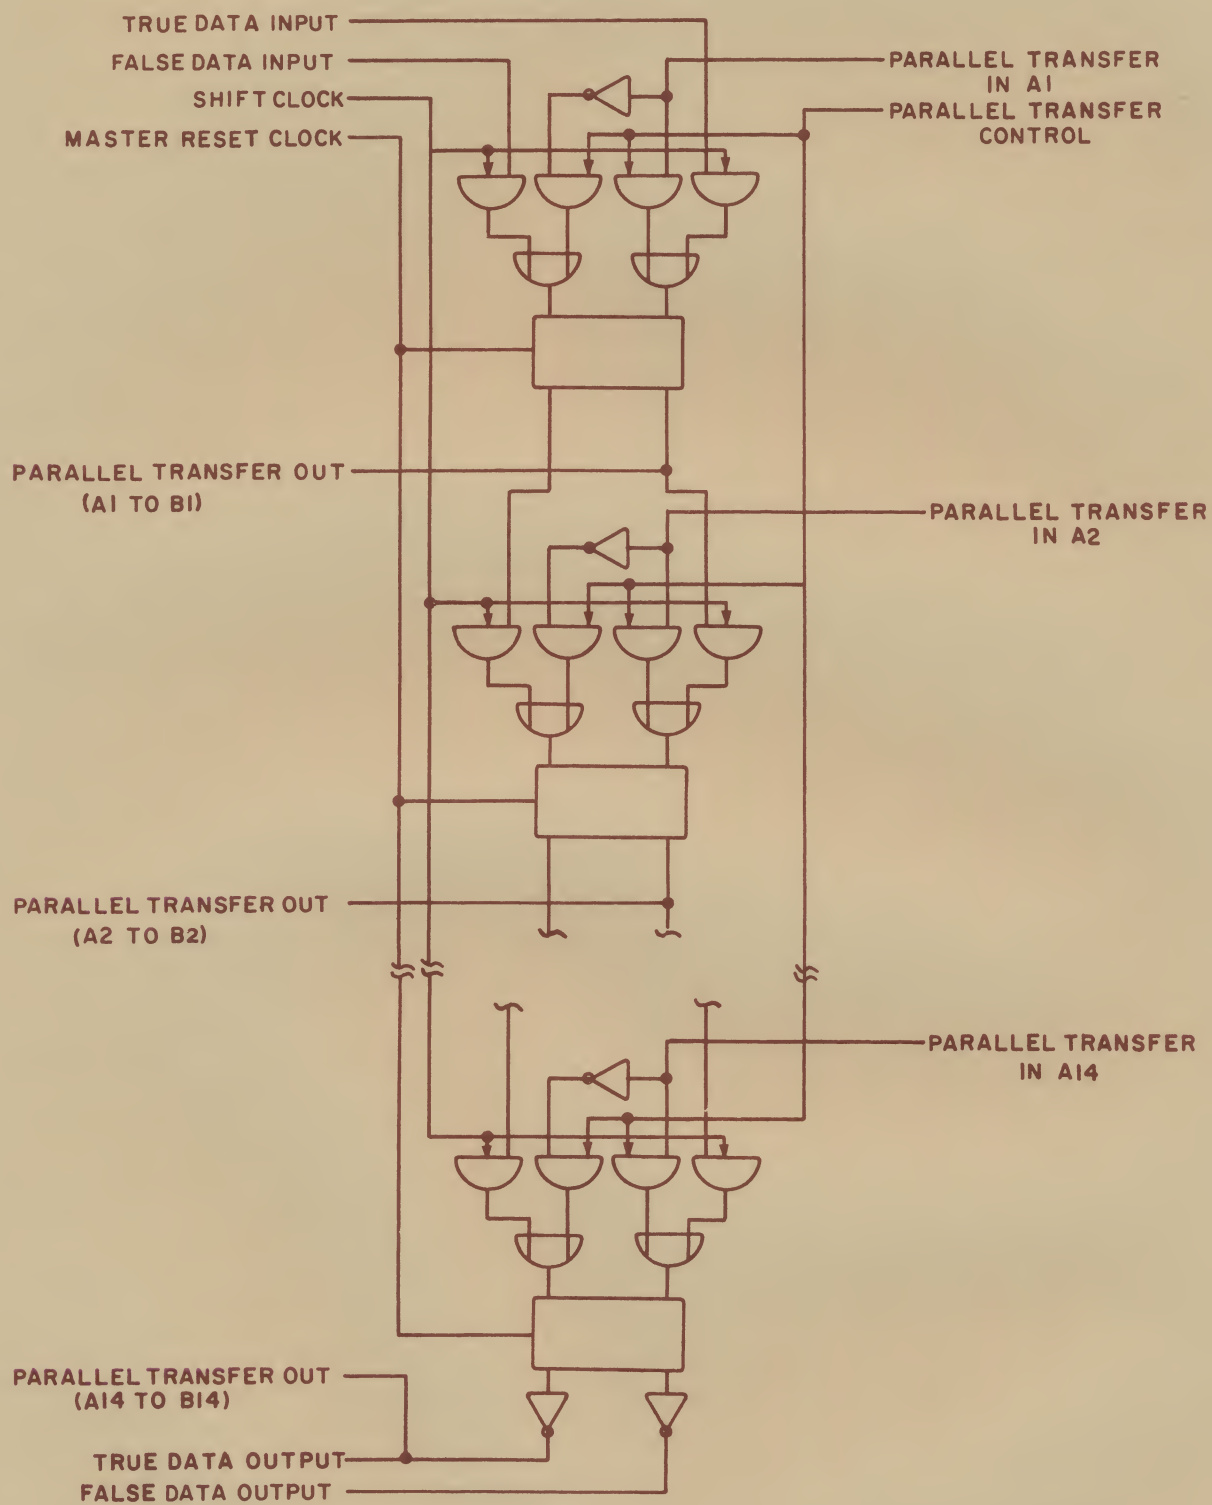 TRUE DATA INPUT
FALSE DATA INPUT
SHIFT CLOCK
MASTER RESET CLOCK
PARALLEL TRANSFER
IN A1
PARALLEL TRANSFER
CONTROL
PARALLEL TRANSFER OUT
(A1 TO B1)
PARALLEL TRANSFER
IN A2
PARALLEL TRANSFER OUT
(A2 TO B2)
PARALLEL TRANSFER
IN A14
PARALLEL TRANSFER OUT
(A14 TO B14)
TRUE DATA OUTPUT
FALSE DATA OUTPUT